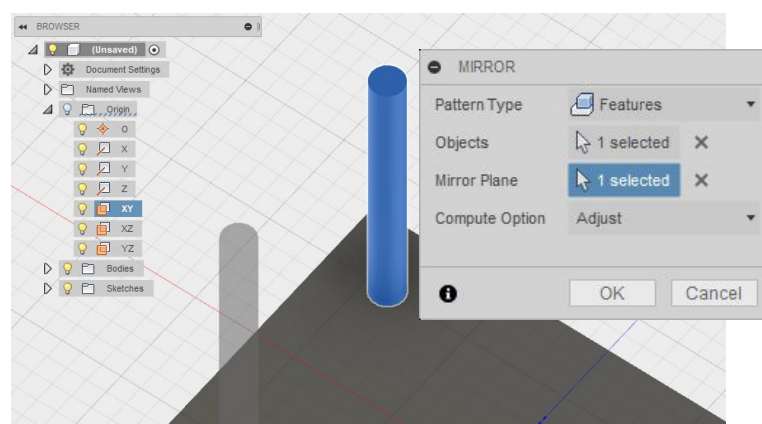 BROWSER
(Unsaved)
Document Settings
Named Views
Origin
O
X
Y
Z
XY
XZ
YZ
Bodies
Sketches
MIRROR
Pattern Type Features
Objects 1 selected
Mirror Plane 1 selected
Compute Option Adjust
OK Cancel